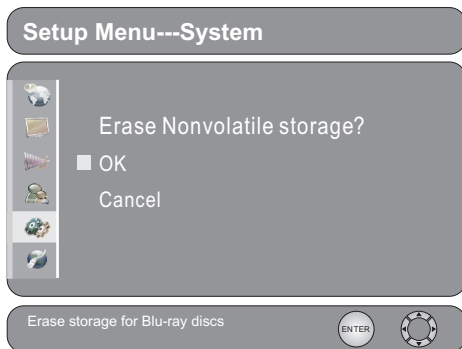 Setup Menu---System
Erase Nonvolatile storage?
OK
Cancel
Erase storage for Blu-ray discs
ENTER